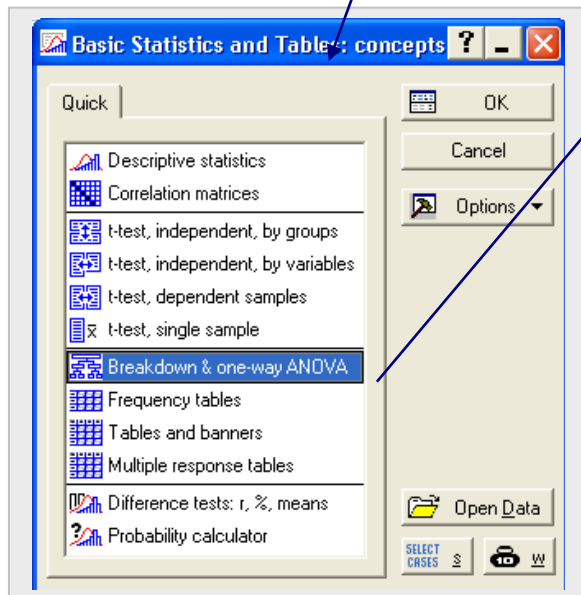 Basic Statistics and Tables: concepts
Quick
OK
Cancel
Options
Descriptive statistics
Correlation matrices
t-test, independent, by groups
t-test, independent, by variables
t-test, dependent samples
t-test, single sample
Breakdown & one-way ANOVA
Frequency tables
Tables and banners
Multiple response tables
Difference tests: r, %, means
Probability calculator
Open Data
SELECT
CASES S
W